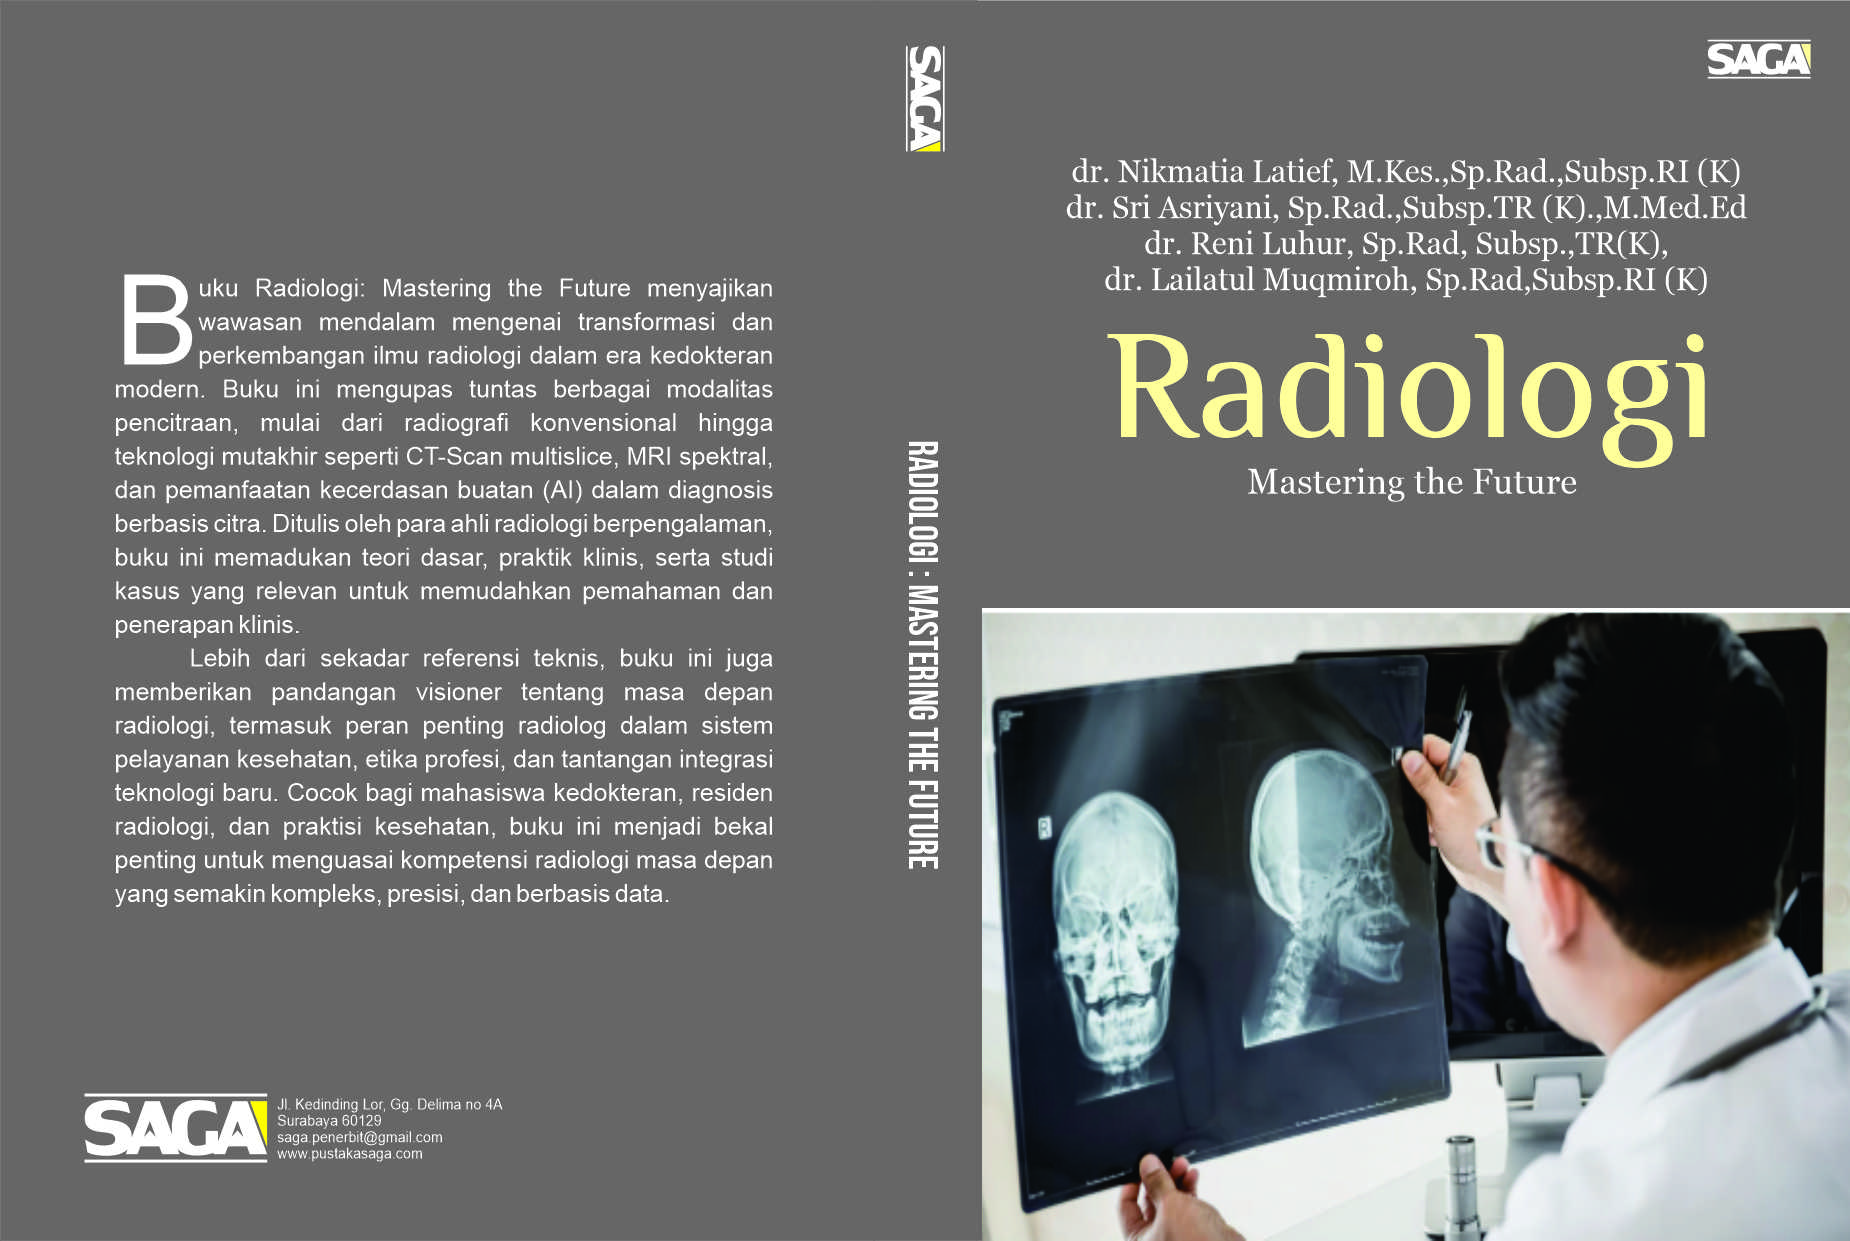 Buku Radiologi: Mastering the Future menyajikan
wawasan mendalam mengenai transformasi dan
perkembangan ilmu radiologi dalam era kedokteran
modern. Buku ini mengupas tuntas berbagai modalitas
pencitraan, mulai dari radiografi konvensional hingga
teknologi mutakhir seperti CT-Scan multislice, MRI spektral,
dan pemanfaatan kecerdasan buatan (AI) dalam diagnosis
berbasis citra. Ditulis oleh para ahli radiologi berpengalaman,
buku ini memadukan teori dasar, praktik klinis, serta studi
kasus yang relevan untuk memudahkan pemahaman dan
penerapan klinis.
Lebih dari sekadar referensi teknis, buku ini juga
memberikan pandangan visioner tentang masa depan
radiologi, termasuk peran penting radiolog dalam sistem
pelayanan kesehatan, etika profesi, dan tantangan integrasi
teknologi baru. Cocok bagi mahasiswa kedokteran, residen
radiologi, dan praktisi kesehatan, buku ini menjadi bekal
penting untuk menguasai kompetensi radiologi masa depan
yang semakin kompleks, presisi, dan berbasis data.
SAGA
Jl. Kedinding Lor, Gg. Delima no 4A
Surabaya 60129
saga.penerbit@gmail.com
www.pustakasaga.com
SAGA
RADIOLOGI : MASTERING THE FUTURE
SAGA
dr. Nikmatia Latief, M.Kes.,Sp.Rad.,Subsp.RI (K)
dr. Sri Asriyani, Sp.Rad.,Subsp.TR (K).,M.Med.Ed
dr. Reni Luhur, Sp.Rad, Subsp.,TR(K),
dr. Lailatul Muqmiroh, Sp.Rad,Subsp.RI (K)
Radiologi
Mastering the Future
R